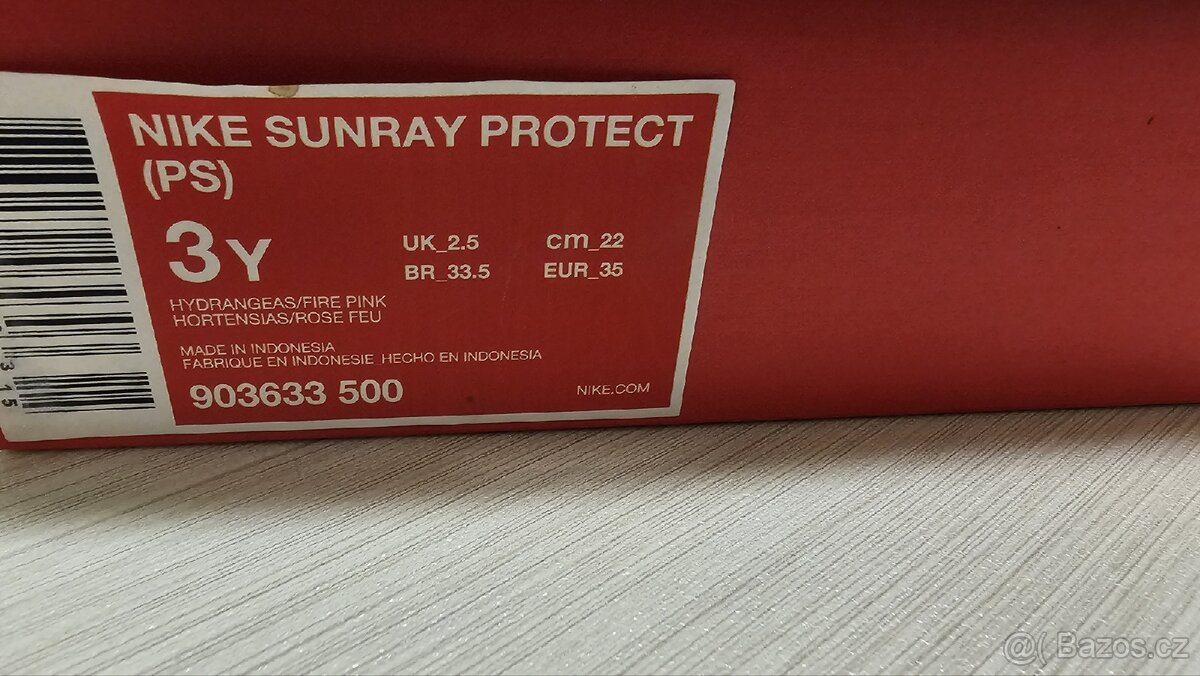 NIKE SUNRAY PROTECT
(PS)
3Y
UK_2.5 cm_22
BR_33.5 EUR_35
HYDRANGEAS/FIRE PINK
HORTENSIAS/ROSE FEU
MADE IN INDONESIA
FABRIQUE EN INDONESIE HECHO EN INDONESIA
903633 500
NIKE.COM
@( Bazos.cz